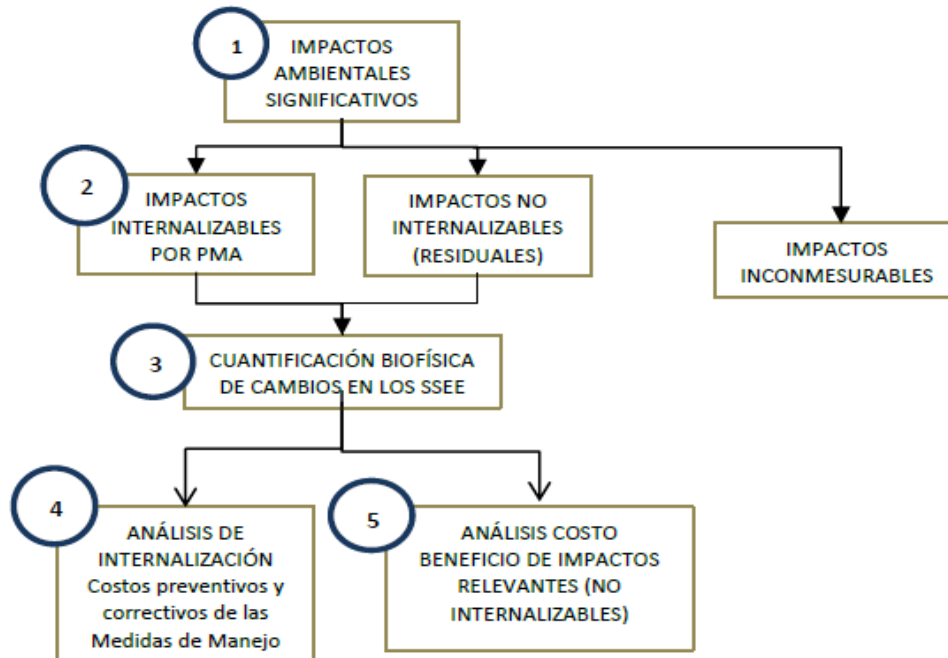 1
IMPACTOS
AMBIENTALES
SIGNIFICATIVOS
2
IMPACTOS
INTERNALIZABLES
POR PMA
IMPACTOS NO
INTERNALIZABLES
(RESIDUALES)
IMPACTOS
INCONMESURABLES
3
CUANTIFICACIÓN BIOFÍSICA
DE CAMBIOS EN LOS SSEE
4
ANÁLISIS DE
INTERNALIZACIÓN
Costos preventivos y
correctivos de las
Medidas de Manejo
5
ANÁLISIS COSTO
BENEFICIO DE IMPACTOS
RELEVANTES (NO
INTERNALIZABLES)